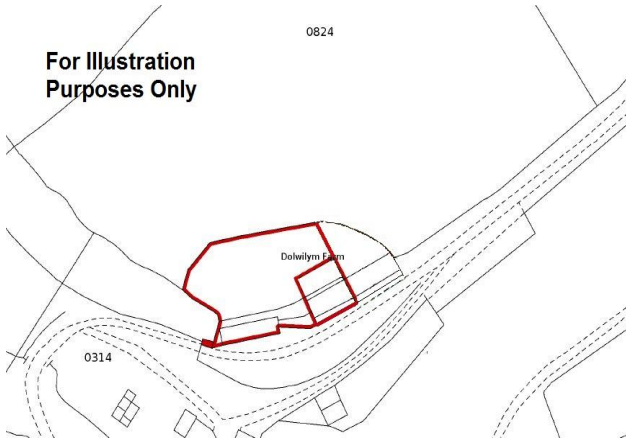 0824
For Illustration
Purposes Only
Dolwilym Farm
0314